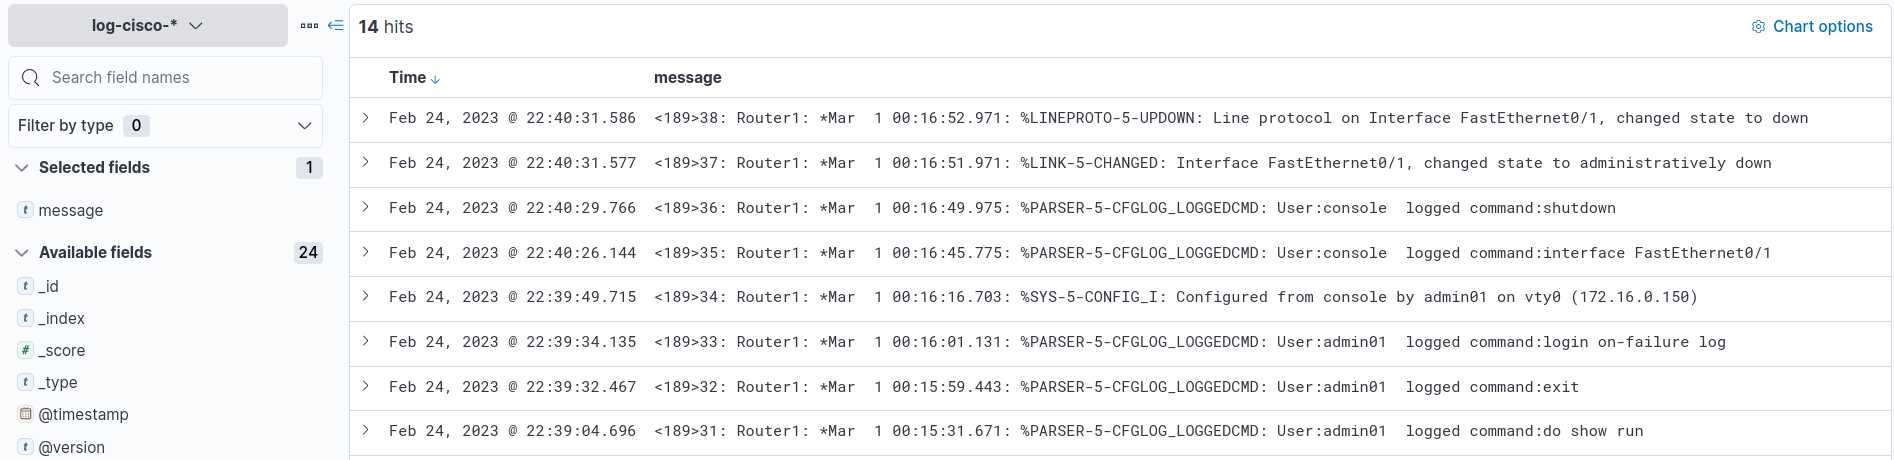 log-cisco-*
14 hits
Chart options
Search field names
Time message
Filter by type 0
Feb 24, 2023 @ 22:40:31.586 <189>38: Router1: *Mar  1 00:16:52.971: %LINEPROTO-5-UPDOWN: Line protocol on Interface FastEthernet0/1, changed state to down
Selected fields 1
Feb 24, 2023 @ 22:40:31.577 <189>37: Router1: *Mar  1 00:16:51.971: %LINK-5-CHANGED: Interface FastEthernet0/1, changed state to administratively down
t message
Feb 24, 2023 @ 22:40:29.766 <189>36: Router1: *Mar  1 00:16:49.975: %PARSER-5-CFGLOG_LOGGEDCMD: User:console  logged command:shutdown
Available fields 24
Feb 24, 2023 @ 22:40:26.144 <189>35: Router1: *Mar  1 00:16:45.775: %PARSER-5-CFGLOG_LOGGEDCMD: User:console  logged command:interface FastEthernet0/1
t _id
Feb 24, 2023 @ 22:39:49.715 <189>34: Router1: *Mar  1 00:16:16.703: %SYS-5-CONFIG_I: Configured from console by admin01 on vty0 (172.16.0.150)
t _index
Feb 24, 2023 @ 22:39:34.135 <189>33: Router1: *Mar  1 00:16:01.131: %PARSER-5-CFGLOG_LOGGEDCMD: User:admin01  logged command:login on-failure log
# _score
t _type
Feb 24, 2023 @ 22:39:32.467 <189>32: Router1: *Mar  1 00:15:59.443: %PARSER-5-CFGLOG_LOGGEDCMD: User:admin01  logged command:exit
@timestamp
Feb 24, 2023 @ 22:39:04.696 <189>31: Router1: *Mar  1 00:15:31.671: %PARSER-5-CFGLOG_LOGGEDCMD: User:admin01  logged command:do show run
t @version